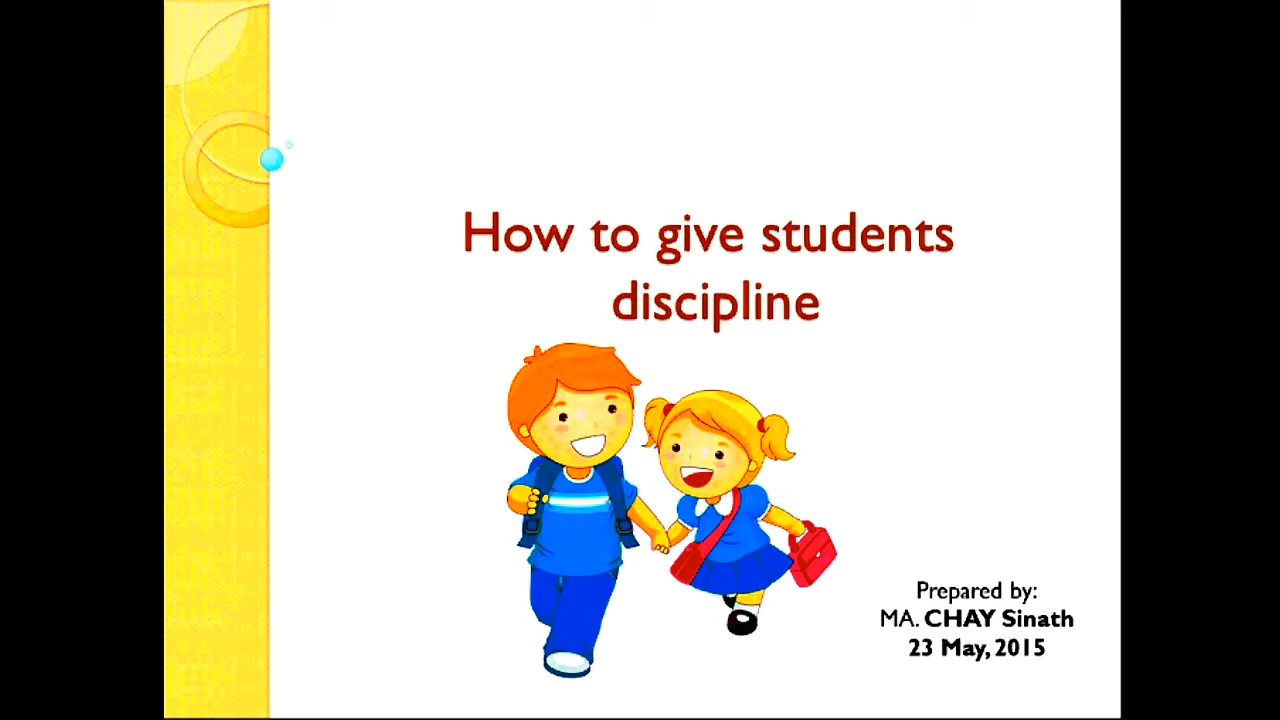 How to give students
discipline
Prepared by:
MA. CHAY Sinath
23 May, 2015